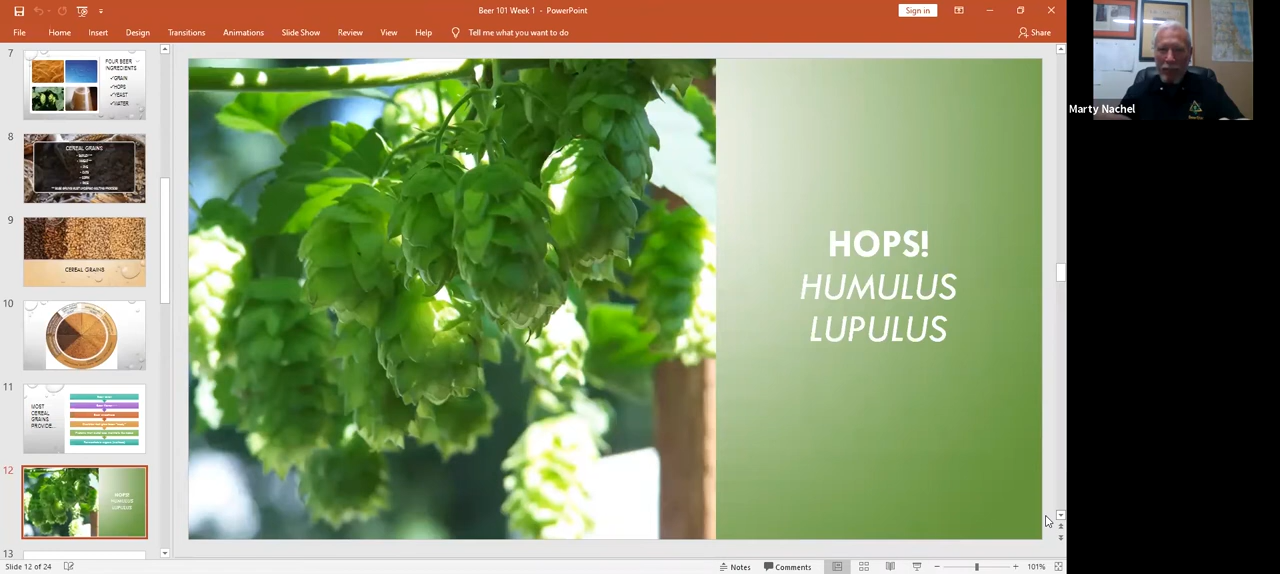 Beer 101 Week 1 - PowerPoint
Sign in
File Home Insert Design Transitions Animations Slide Show Review View Help Tell me what you want to do
Share
7
FOUR BEER
INGREDIENTS:
✓GRAIN
✓HOPS
✓YEAST
✓WATER
8
CEREAL GRAINS
9
CEREAL GRAINS
10
11
MOST
CEREAL
GRAINS
PROVIDE...
12
HOPS!
HUMULUS
LUPULUS
13
HOPS!
HUMULUS
LUPULUS
Marty Nachel
Slide 12 of 24
Notes
Comments
101%